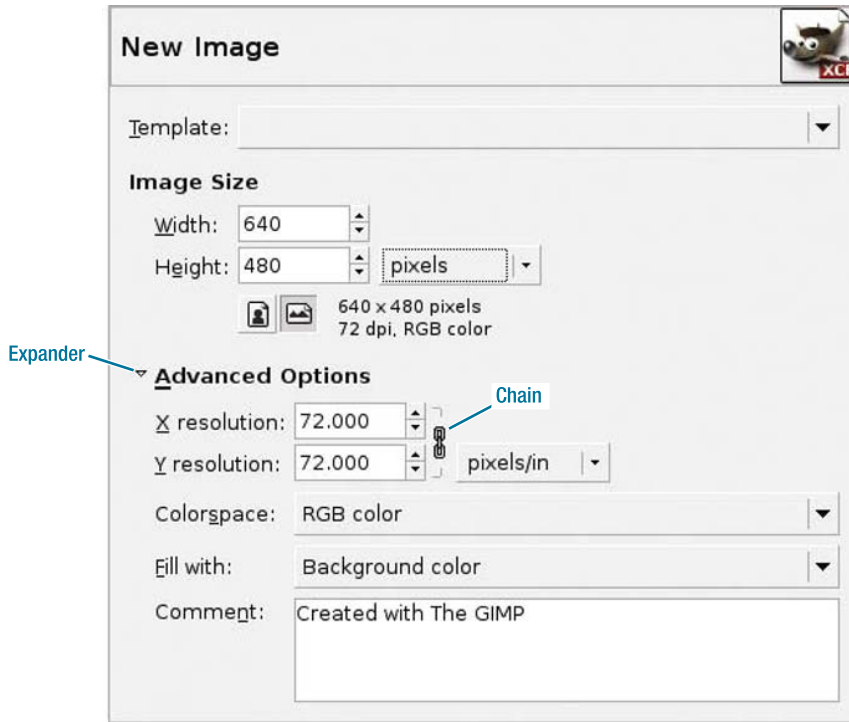 New Image
XCF
Template:
Image Size
Width: 640
Height: 480 pixels
640 x 480 pixels
72 dpi, RGB color
Expander
Advanced Options
Chain
X resolution: 72.000
Y resolution: 72.000 pixels/in
Colorspace: RGB color
Fill with: Background color
Comment: Created with The GIMP